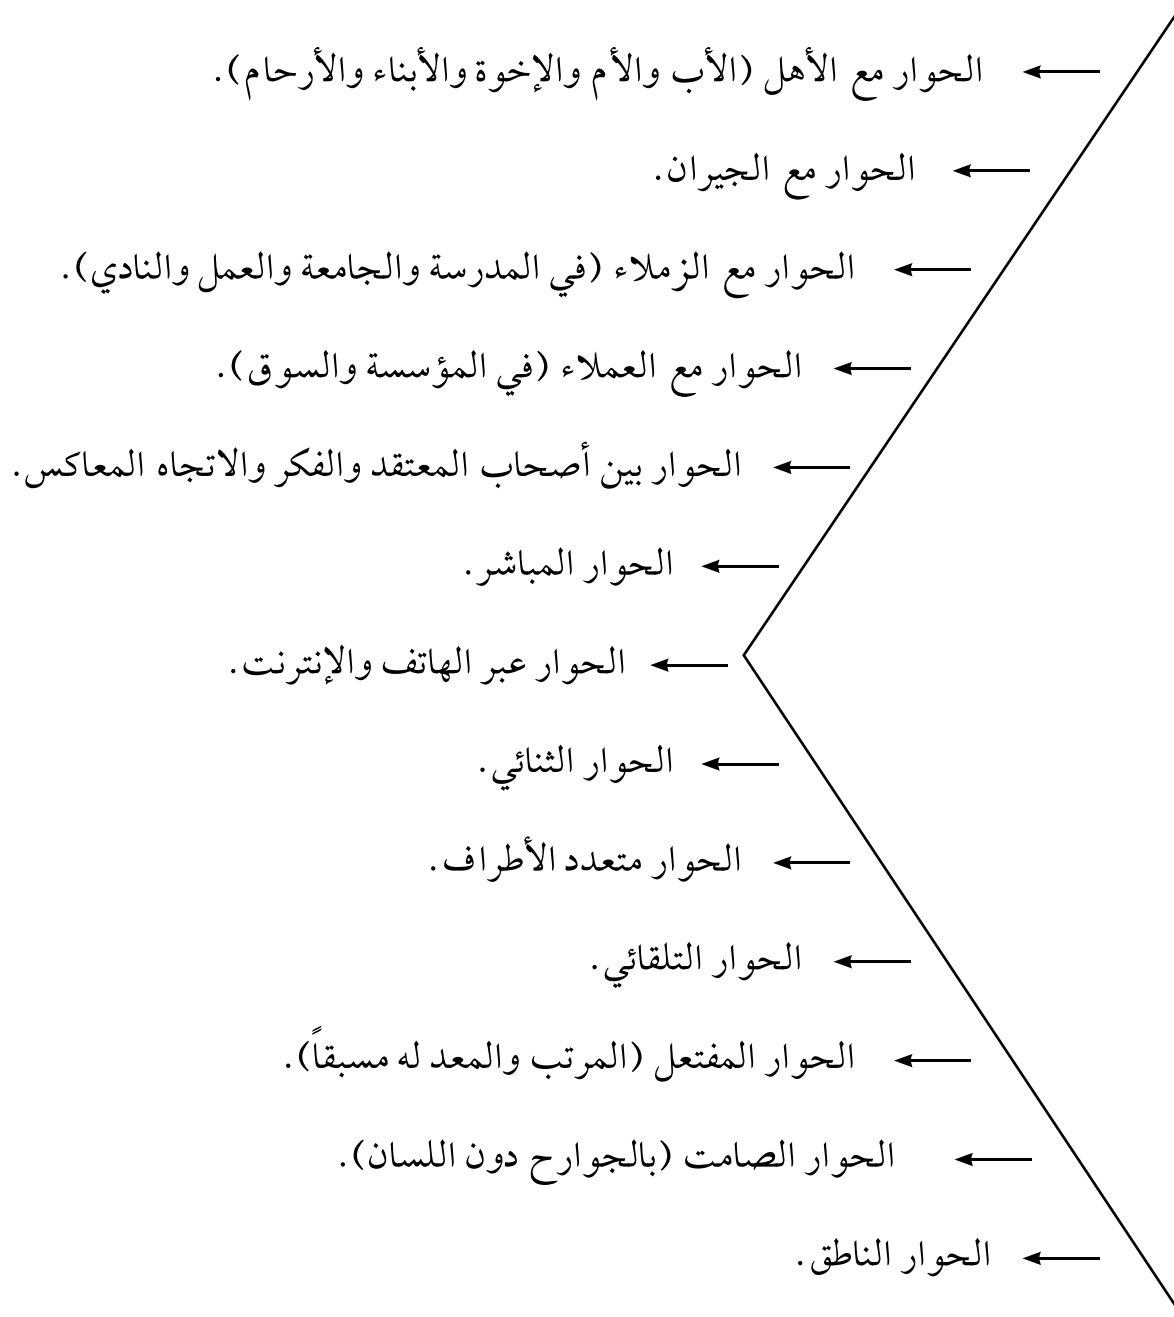 الحوار مع الأهل (الأب والأم والإخوة والأبناء والأرحام).
الحوار مع الجيران.
الحوار مع الزملاء (في المدرسة والجامعة والعمل والنادي).
الحوار مع العملاء (في المؤسسة والسوق).
الحوار بين أصحاب المعتقد والفكر والاتجاه المعاكس.
الحوار المباشر.
الحوار عبر الهاتف والإنترنت.
الحوار الثنائي.
الحوار متعدد الأطراف.
الحوار التلقائي.
الحوار المفتعل (المرتب والمعد له مسبقاً).
الحوار الصامت (بالجوارح دون اللسان).
الحوار الناطق.